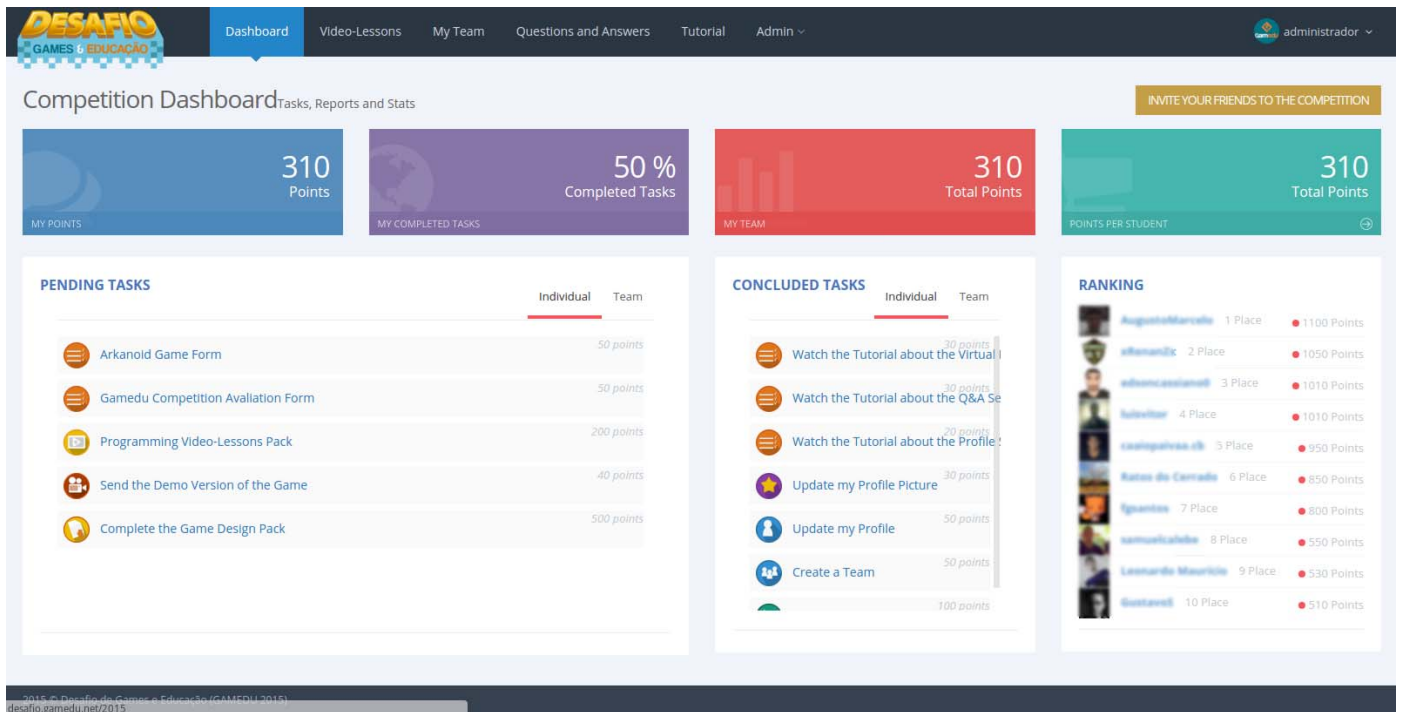 DESAFIO
GAMES & EDUCAÇÃO
Dashboard
Video-Lessons
My Team
Questions and Answers
Tutorial
Admin
administrador
Competition Dashboard Tasks, Reports and Stats
INVITE YOUR FRIENDS TO THE COMPETITION
310
Points
MY POINTS
50 %
Completed Tasks
MY COMPLETED TASKS
310
Total Points
MY TEAM
310
Total Points
POINTS PER STUDENT
PENDING TASKS
Individual Team
Arkanoid Game Form 50 points
Gamedu Competition Avaliation Form 50 points
Programming Video-Lessons Pack 200 points
Send the Demo Version of the Game 40 points
Complete the Game Design Pack 500 points
CONCLUDED TASKS
Individual Team
30 points
Watch the Tutorial about the Virtual
30 points
Watch the Tutorial about the Q&A Se
20 points
Watch the Tutorial about the Profile
Update my Profile Picture 30 points
Update my Profile 50 points
Create a Team 50 points
100 points
RANKING
1 Place 1100 Points
2 Place 1050 Points
3 Place 1010 Points
4 Place 1010 Points
5 Place 950 Points
6 Place 850 Points
7 Place 800 Points
8 Place 550 Points
9 Place 530 Points
10 Place 510 Points
2015 © Desafio de Games e Educação (GAMEDU 2015)
desafio.gamedu.net/2015